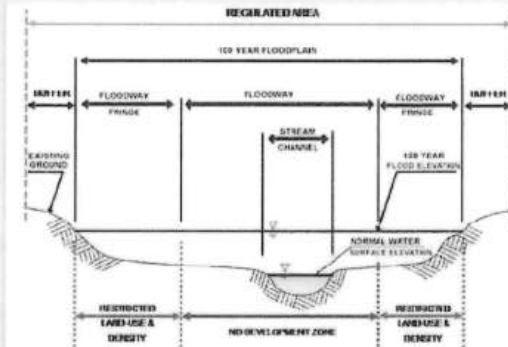 REGULATED AREA
100 YEAR FLOODPLAIN
BUFFER
FLOODWAY
FRINGE
FLOODWAY
FLOODWAY
FRINGE
BUFFER
STREAM
CHANNEL
EXISTING
GROUND
100 YEAR
FLOOD ELEVATION
NORMAL WATER
SURFACE ELEVATION
RESTRICTED
LAND-USE &
DENSITY
NO DEVELOPMENT ZONE
RESTRICTED
LAND-USE &
DENSITY